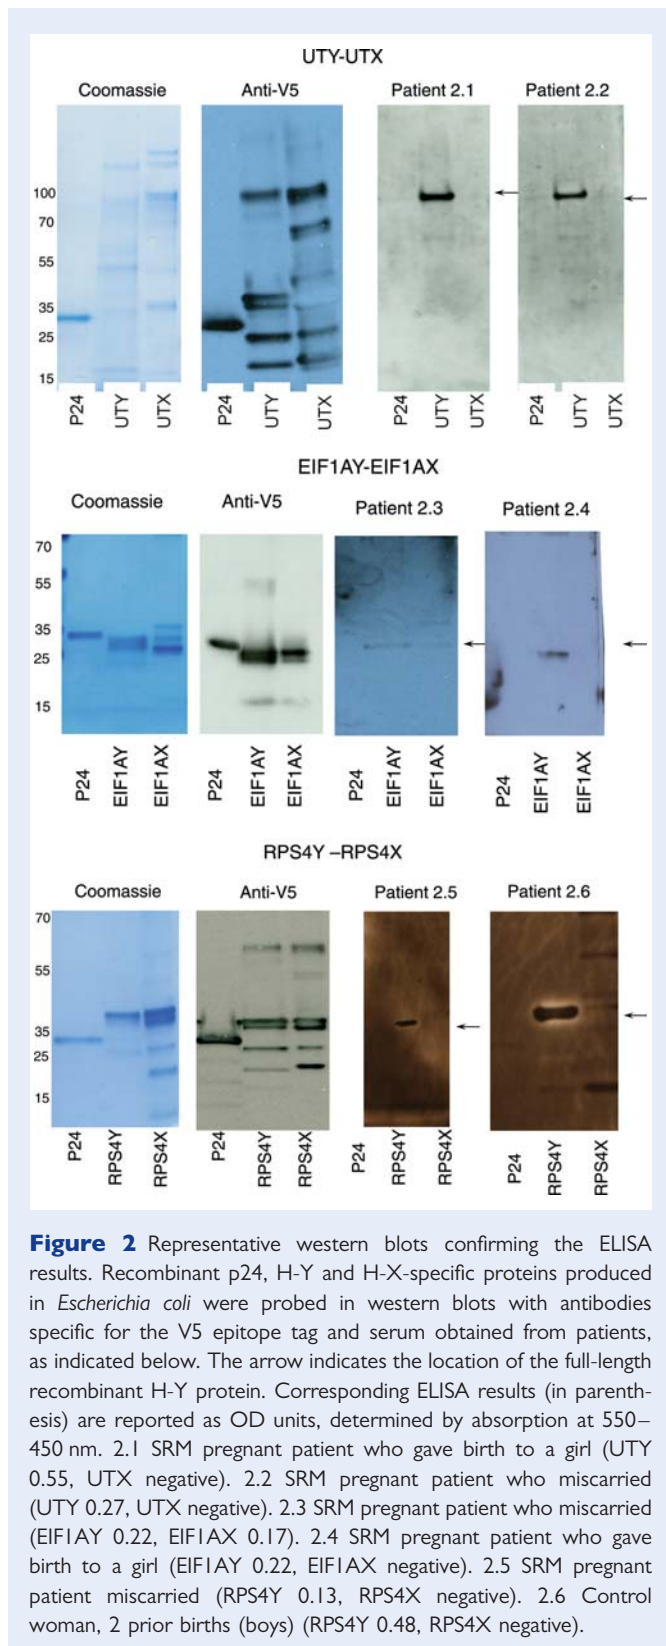 UTY-UTX
Coomassie
Anti-V5
Patient 2.1
Patient 2.2
100
70
55
35
25
15
P24
UTY
UTX
P24
UTY
UTX
P24
UTY
UTX
P24
UTY
UTX
EIF1AY-EIF1AX
Coomassie
Anti-V5
Patient 2.3
Patient 2.4
70
55
35
25
15
P24
EIF1AY
EIF1AX
P24
EIF1AY
EIF1AX
P24
EIF1AY
EIF1AX
P24
EIF1AY
EIF1AX
RPS4Y –RPS4X
Coomassie
Anti-V5
Patient 2.5
Patient 2.6
70
55
35
25
15
P24
RPS4Y
RPS4X
P24
RPS4Y
RPS4X
P24
RPS4Y
RPS4X
P24
RPS4Y
RPS4X
Figure 2 Representative western blots confirming the ELISA
results. Recombinant p24, H-Y and H-X-specific proteins produced
in Escherichia coli were probed in western blots with antibodies
specific for the V5 epitope tag and serum obtained from patients,
as indicated below. The arrow indicates the location of the full-length
recombinant H-Y protein. Corresponding ELISA results (in parenth-
esis) are reported as OD units, determined by absorption at 550–
450 nm. 2.1 SRM pregnant patient who gave birth to a girl (UTY
0.55, UTX negative). 2.2 SRM pregnant patient who miscarried
(UTY 0.27, UTX negative). 2.3 SRM pregnant patient who miscarried
(EIF1AY 0.22, EIF1AX 0.17). 2.4 SRM pregnant patient who gave
birth to a girl (EIF1AY 0.22, EIF1AX negative). 2.5 SRM pregnant
patient miscarried (RPS4Y 0.13, RPS4X negative). 2.6 Control
woman, 2 prior births (boys) (RPS4Y 0.48, RPS4X negative).